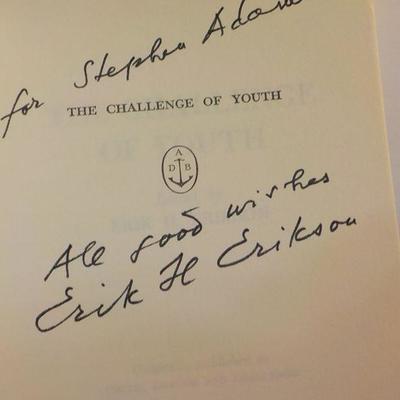 for Stephen Adams
THE CHALLENGE OF YOUTH
A
D B
All good wishes
Erik H Erikson